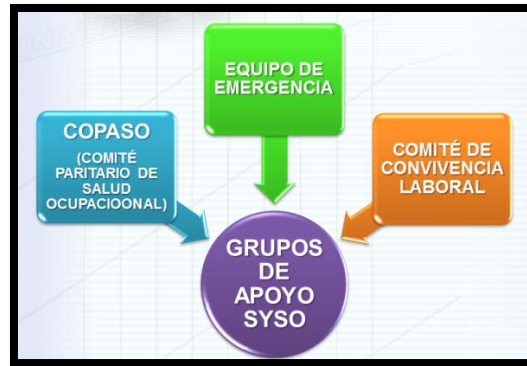 EQUIPO DE
EMERGENCIA
COPASO
(COMITÉ
PARITARIO DE
SALUD
OCUPACIOONAL)
COMITÉ DE
CONVIVENCIA
LABORAL
GRUPOS
DE
APOYO
SYSO